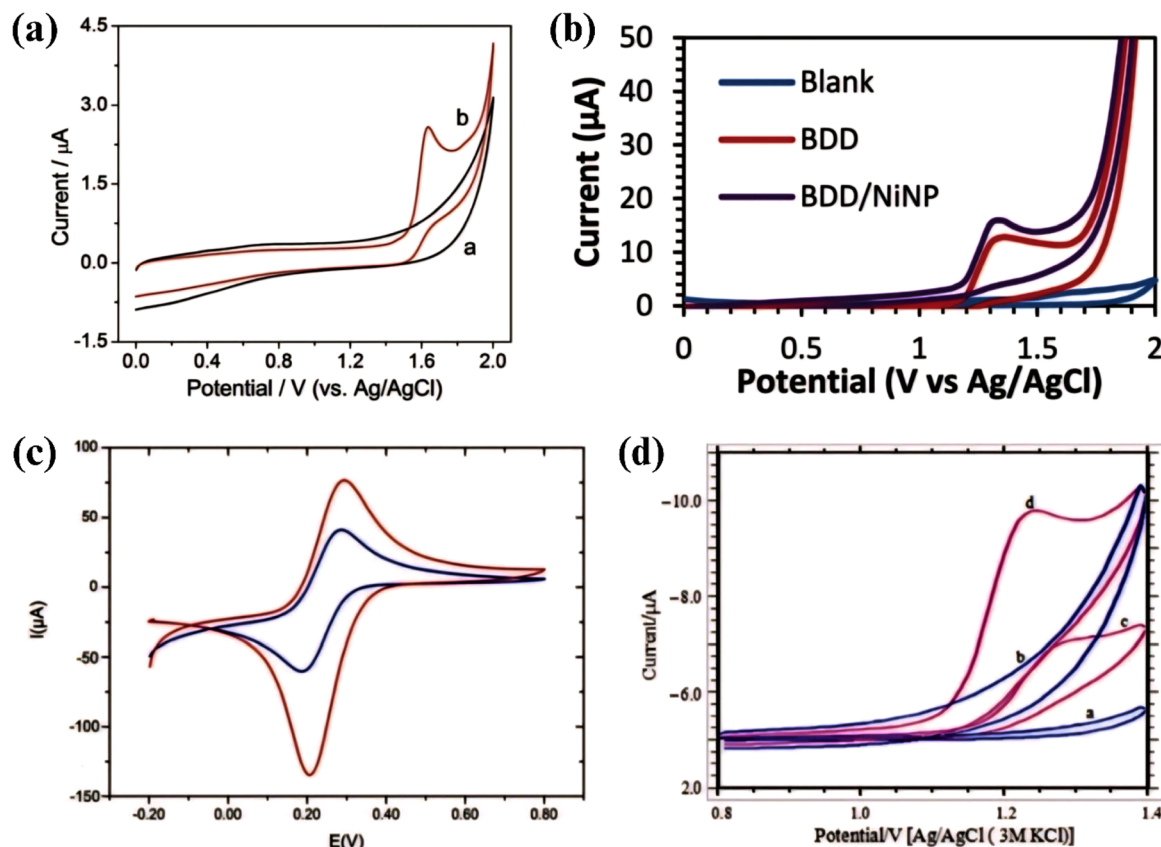 (a)
4.5
3.0
1.5
0.0
-1.5
Current / μA
b
a
0.0
0.4
0.8
1.2
1.6
2.0
Potential / V (vs. Ag/AgCl)
(b)
50
40
30
20
10
0
Current (μA)
Blank
BDD
BDD/NiNP
0
0.5
1
1.5
2
Potential (V vs Ag/AgCl)
(c)
100
50
0
-50
-100
-150
I(μA)
-0.20
0.00
0.20
0.40
0.60
0.80
E(V)
(d)
-10.0
-8.0
-6.0
2.0
Current/μA
d
c
b
a
0.8
1.0
1.2
1.4
Potential/V [Ag/AgCl ( 3M KCl)]